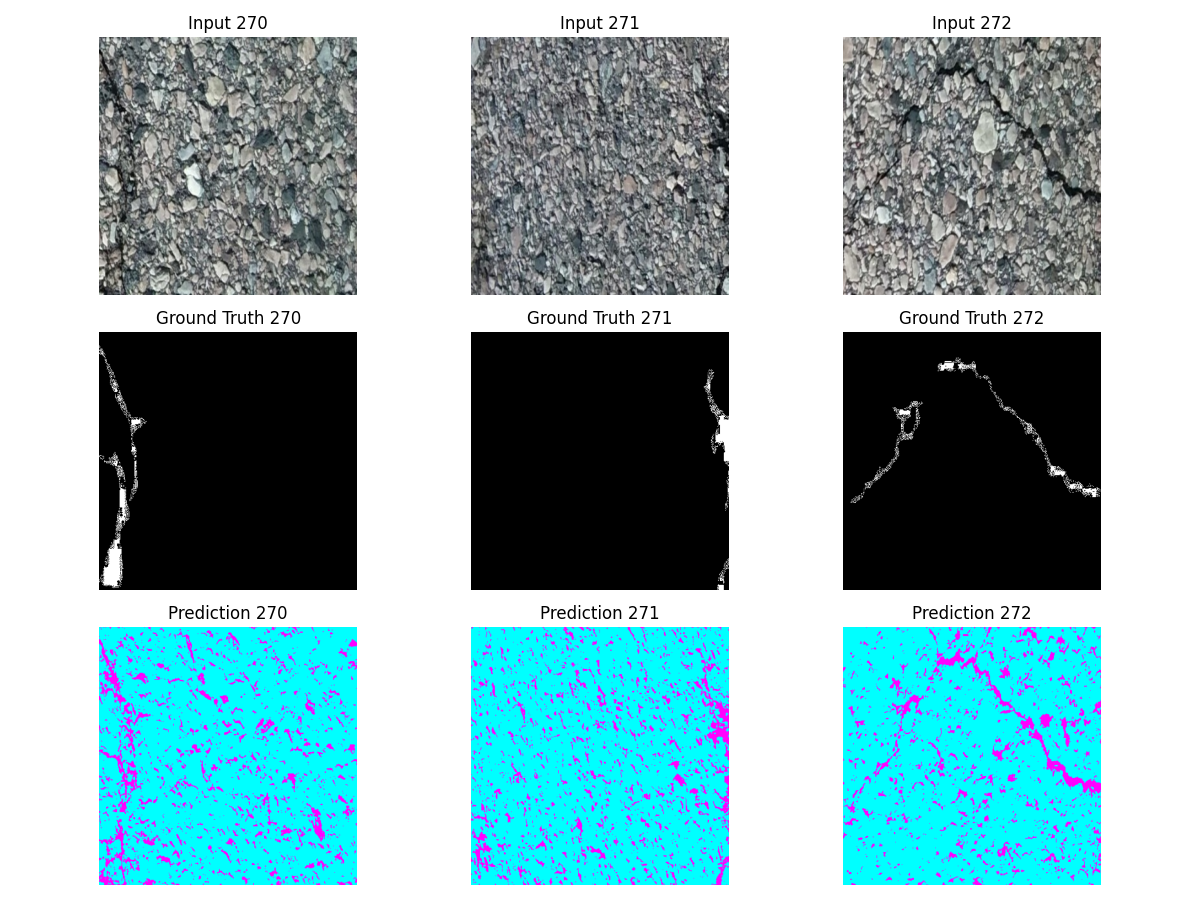 Input 270
Input 271
Input 272
Ground Truth 270
Ground Truth 271
Ground Truth 272
Prediction 270
Prediction 271
Prediction 272